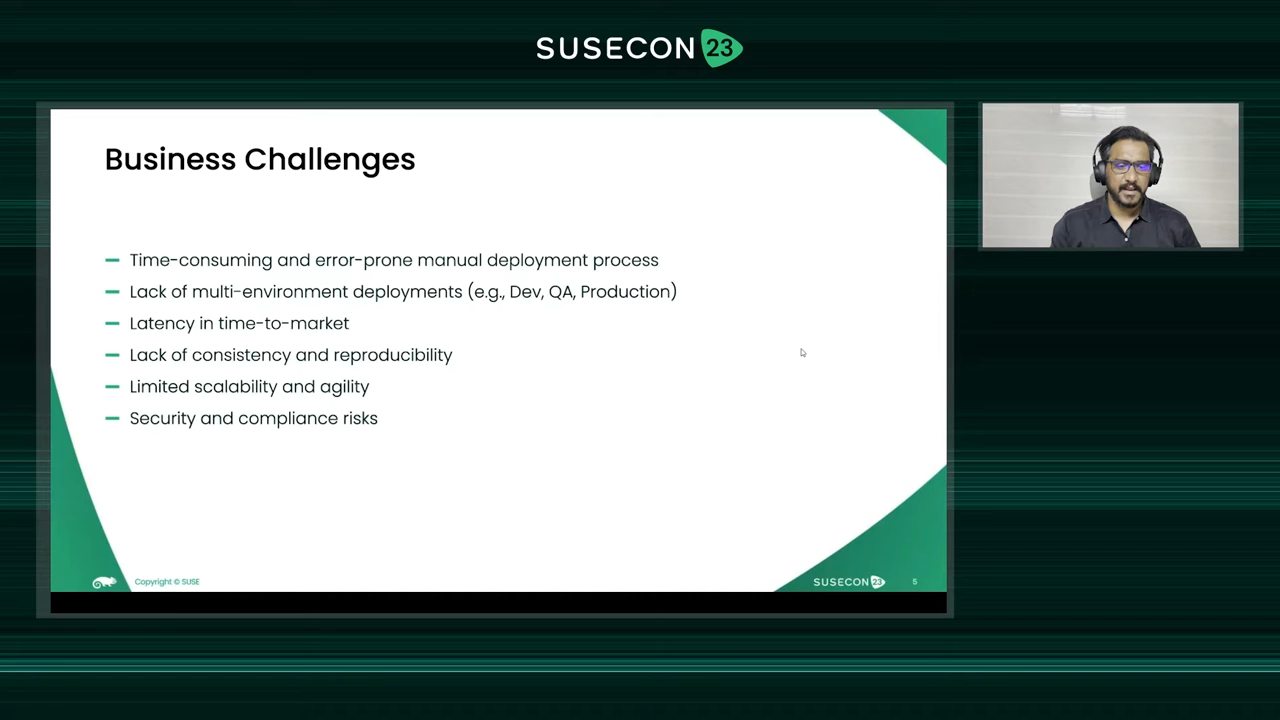 SUSECON 23
Business Challenges
Time-consuming and error-prone manual deployment process
Lack of multi-environment deployments (e.g., Dev, QA, Production)
Latency in time-to-market
Lack of consistency and reproducibility
Limited scalability and agility
Security and compliance risks
Copyright © SUSE
SUSECON 23
5